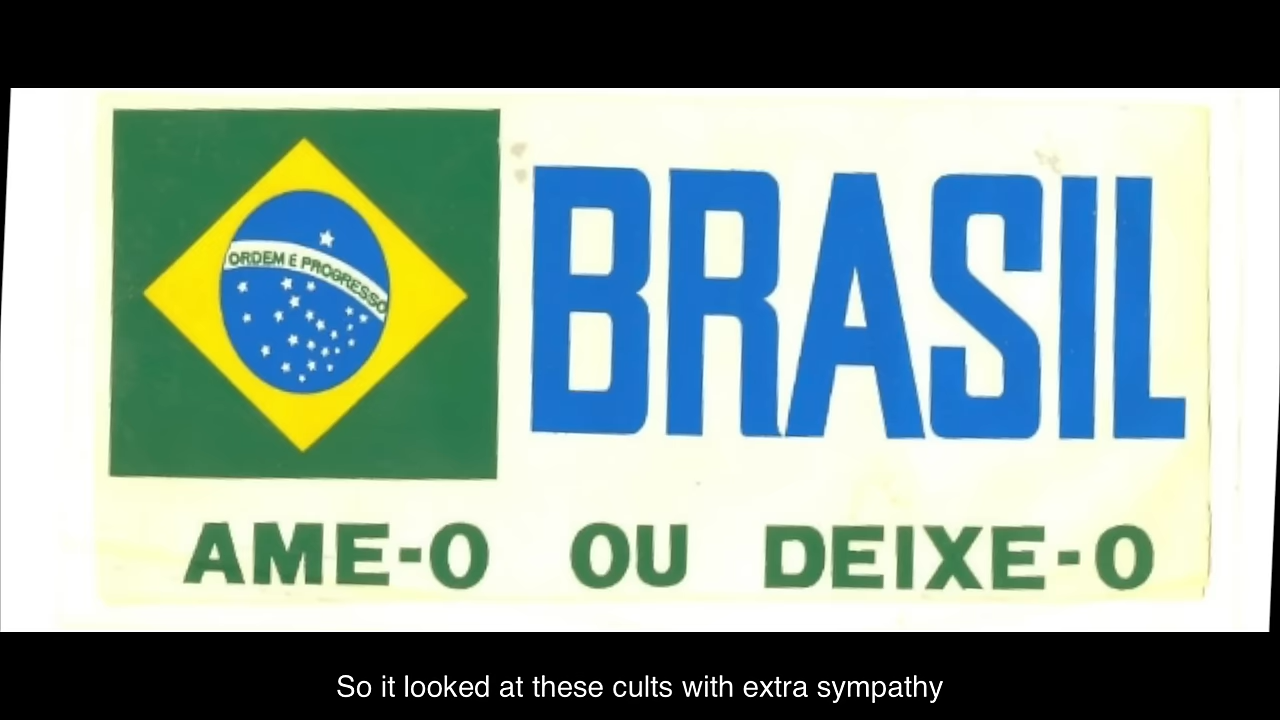 ORDEM E PROGRESSO
BRASIL
AME-O OU DEIXE-O
So it looked at these cults with extra sympathy